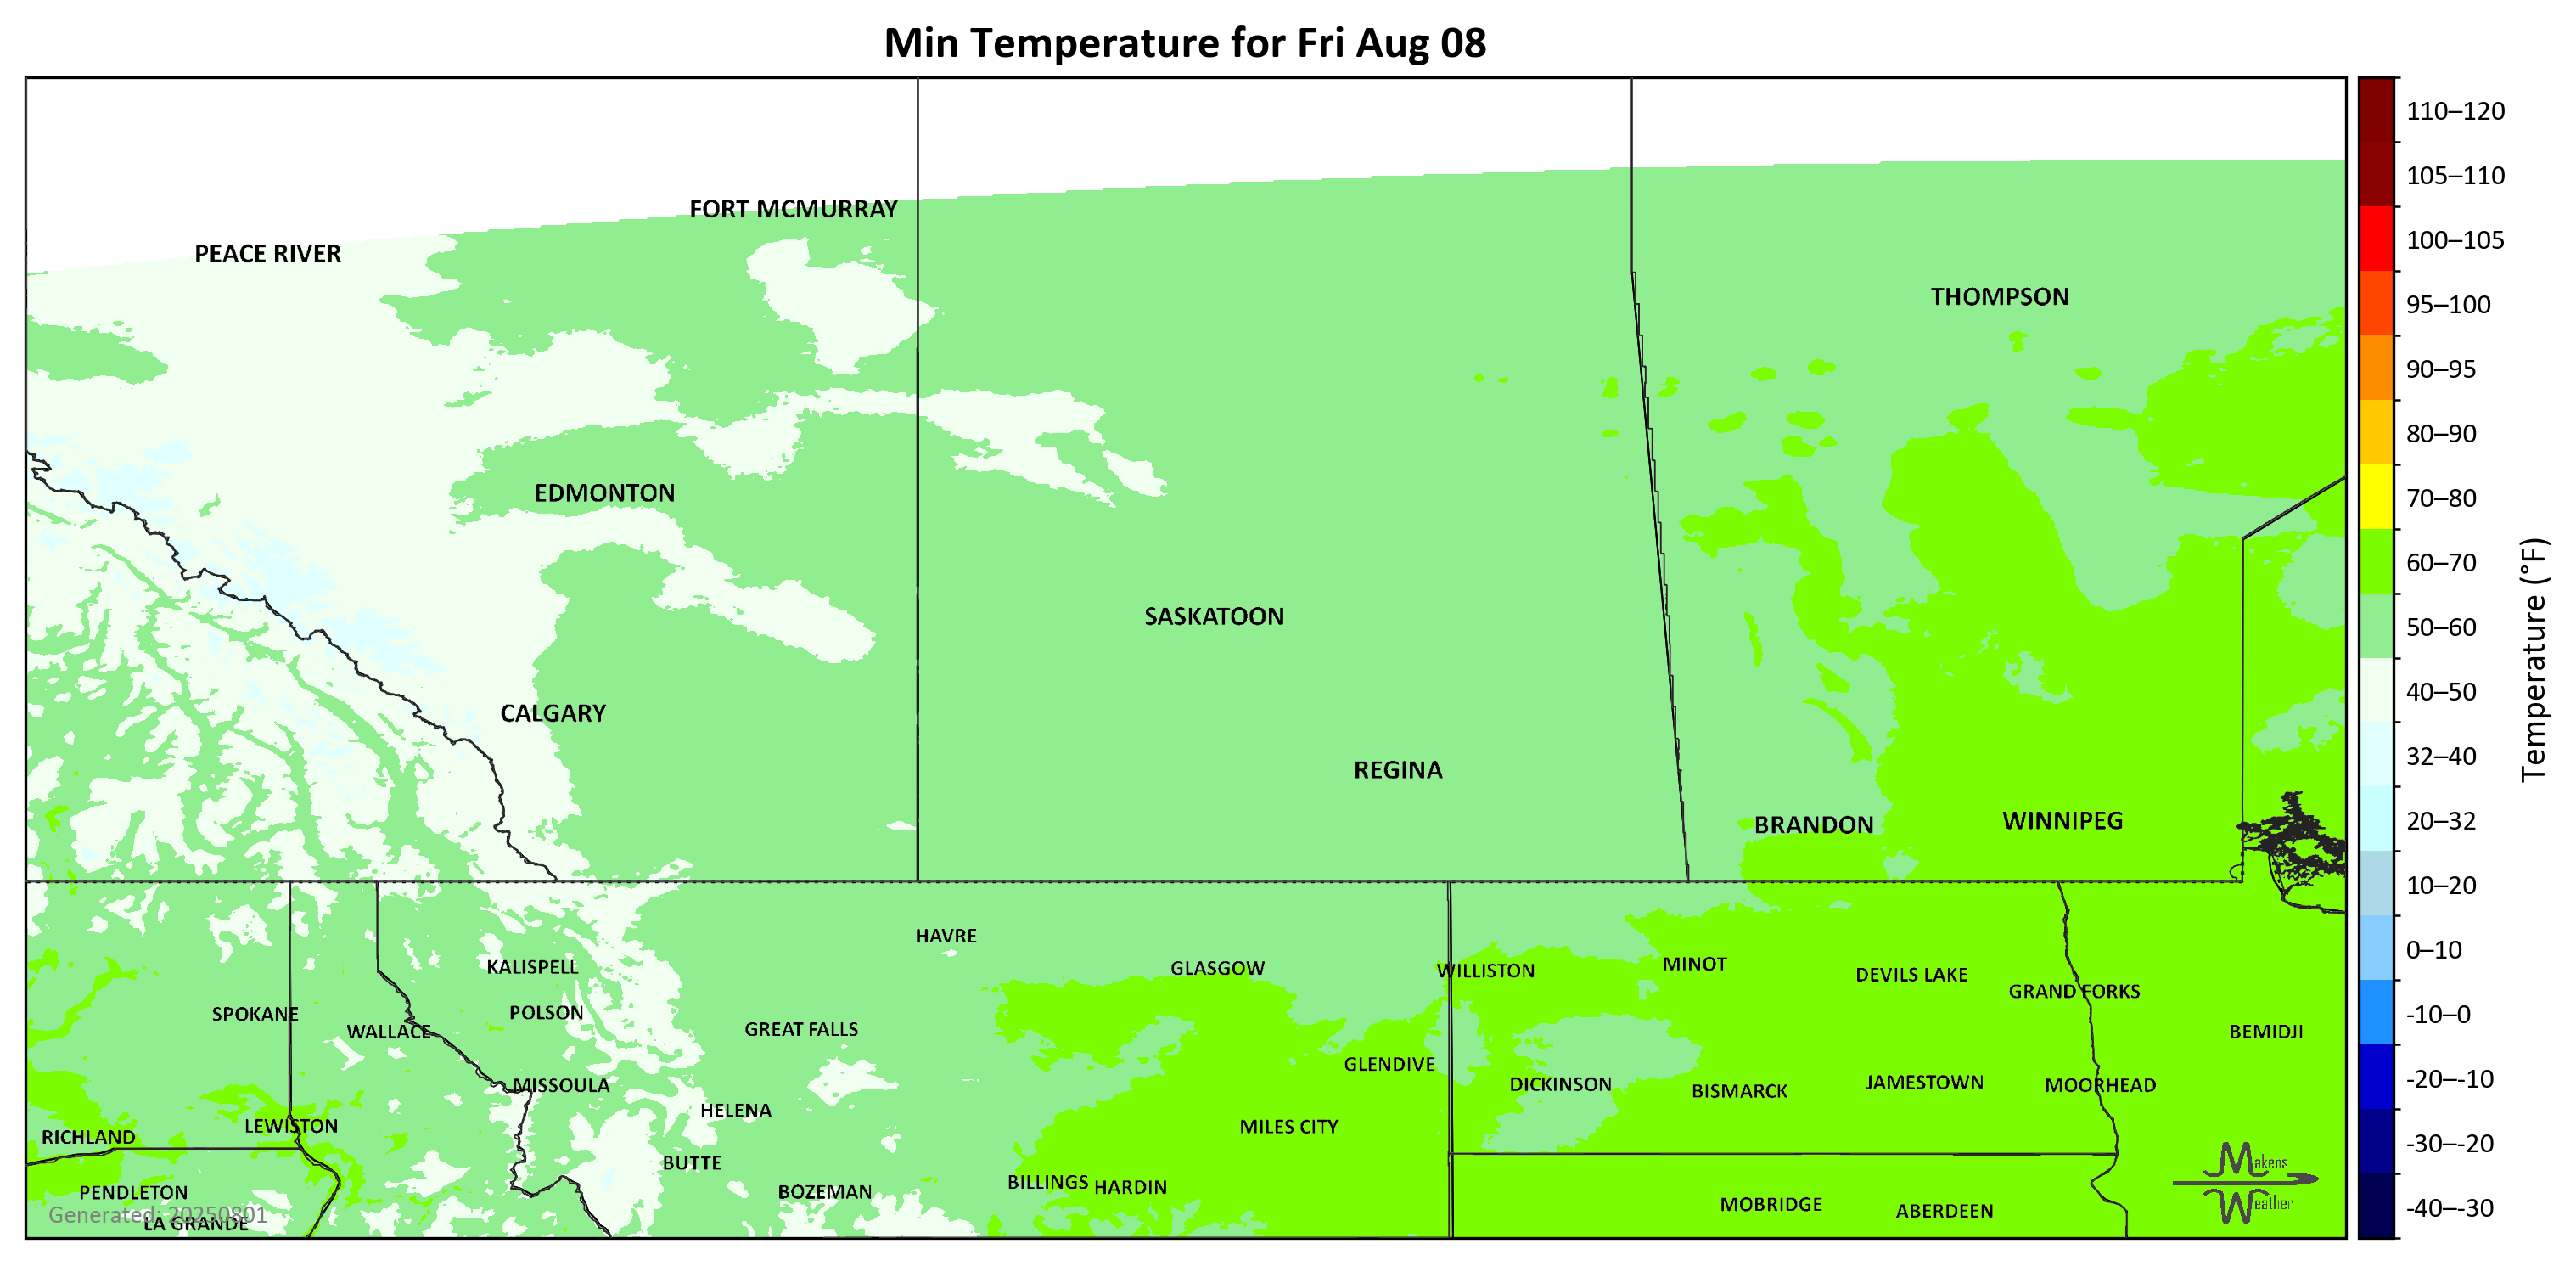 Min Temperature for Fri Aug 08
FORT MCMURRAY
PEACE RIVER
THOMPSON
EDMONTON
SASKATOON
CALGARY
REGINA
BRANDON
WINNIPEG
HAVRE
KALISPELL
GLASGOW
WILLISTON
MINOT
DEVILS LAKE
GRAND FORKS
SPOKANE
POLSON
WALLACE
GREAT FALLS
BEMIDJI
GLENDIVE
MISSOULA
DICKINSON
BISMARCK
JAMESTOWN
MOORHEAD
HELENA
LEWISTON
MILES CITY
RICHLAND
BUTTE
PENDLETON
BOZEMAN
BILLINGS
HARDIN
MOBRIDGE
ABERDEEN
Generated: 20250801
LA GRANDE
Makens
Weather
110–120
105–110
100–105
95–100
90–95
80–90
70–80
60–70
50–60
40–50
32–40
20–32
10–20
0–10
-10–0
-20–-10
-30–-20
-40–-30
Temperature (°F)